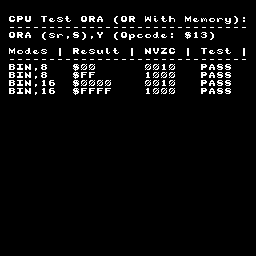 CPU Test ORA (OR With Memory):
ORA (sr,S),Y (Opcode: $13)
Modes | Result | NVZC | Test |
BIN,8 $00 0010 PASS
BIN,8 $FF 1000 PASS
BIN,16 $0000 0010 PASS
BIN,16 $FFFF 1000 PASS